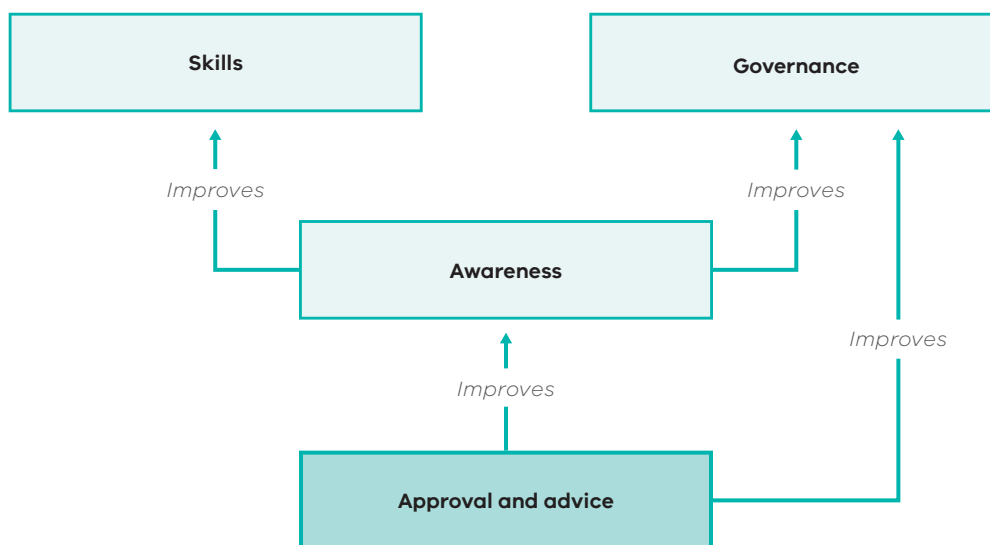 Skills
Governance
Improves
Improves
Awareness
Improves
Improves
Approval and advice